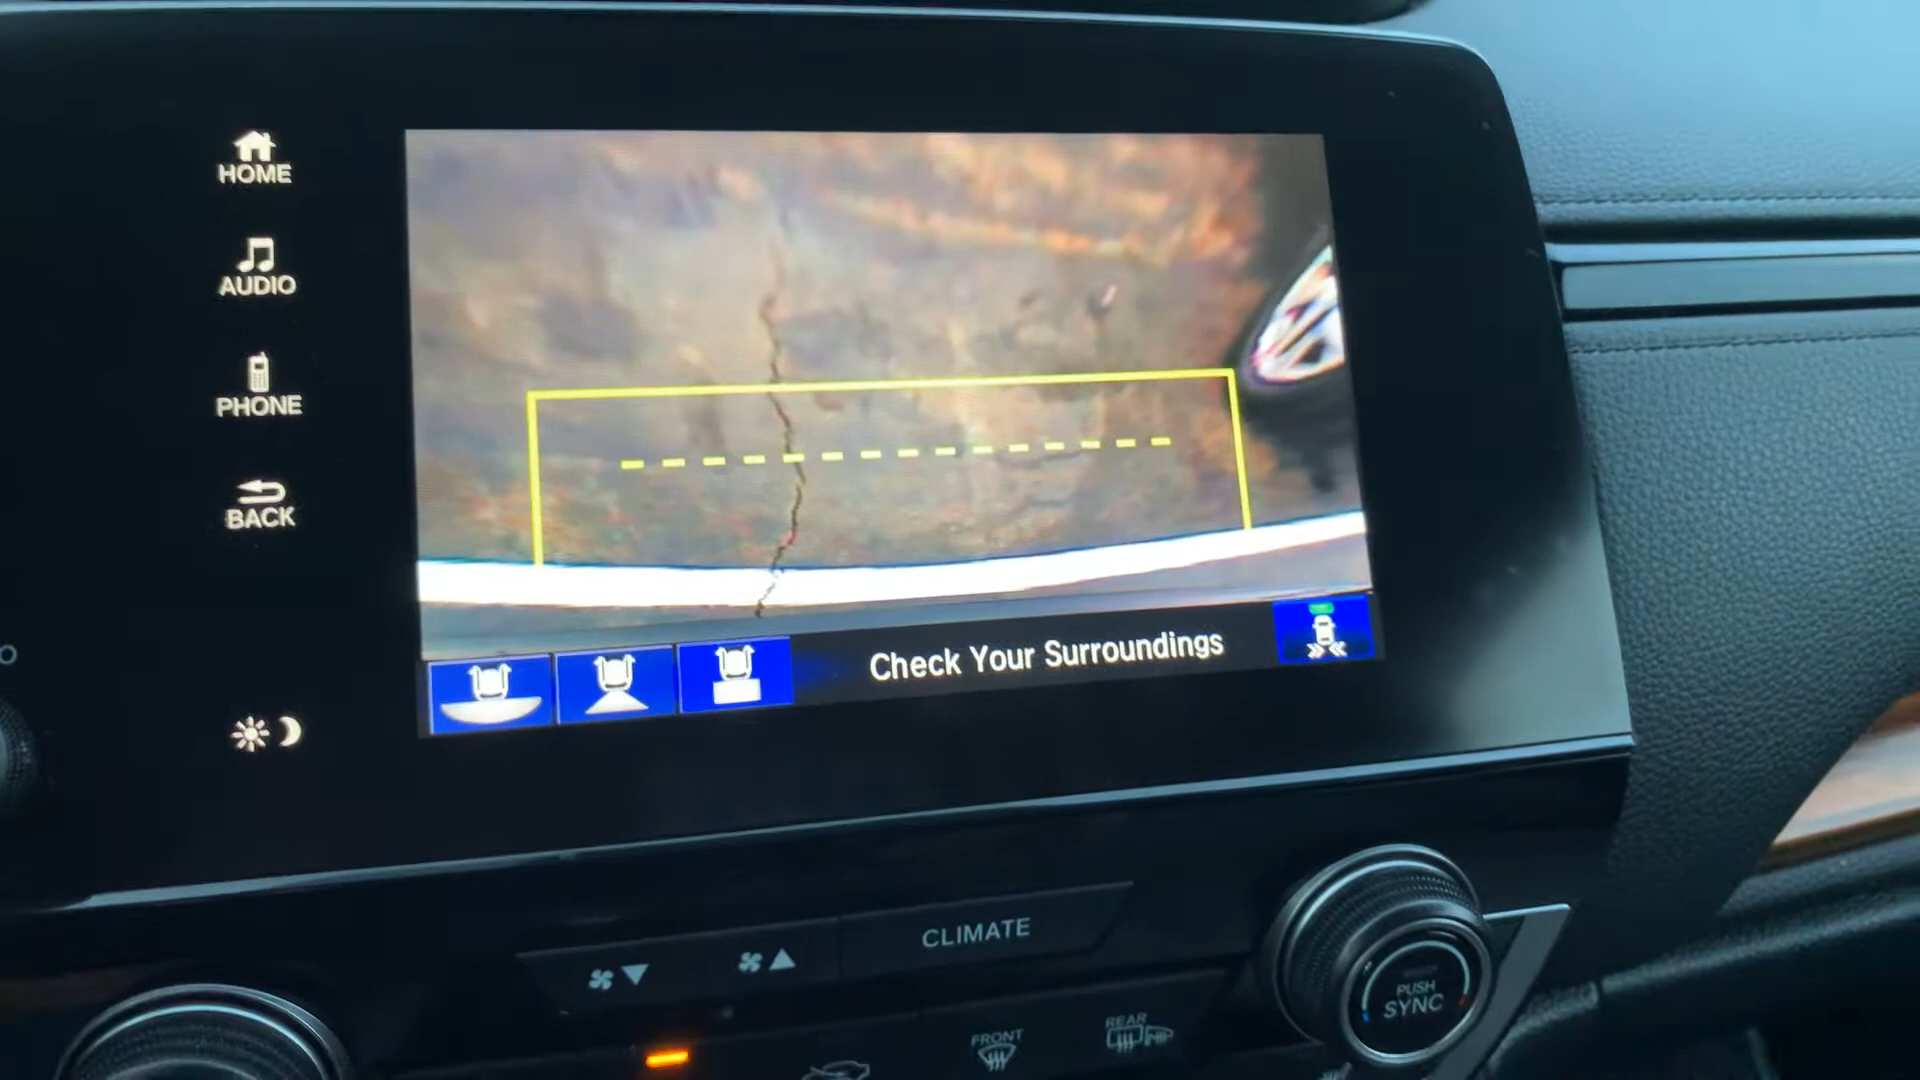 HOME
AUDIO
PHONE
BACK
Check Your Surroundings
CLIMATE
FRONT
REAR
PUSH
SYNC